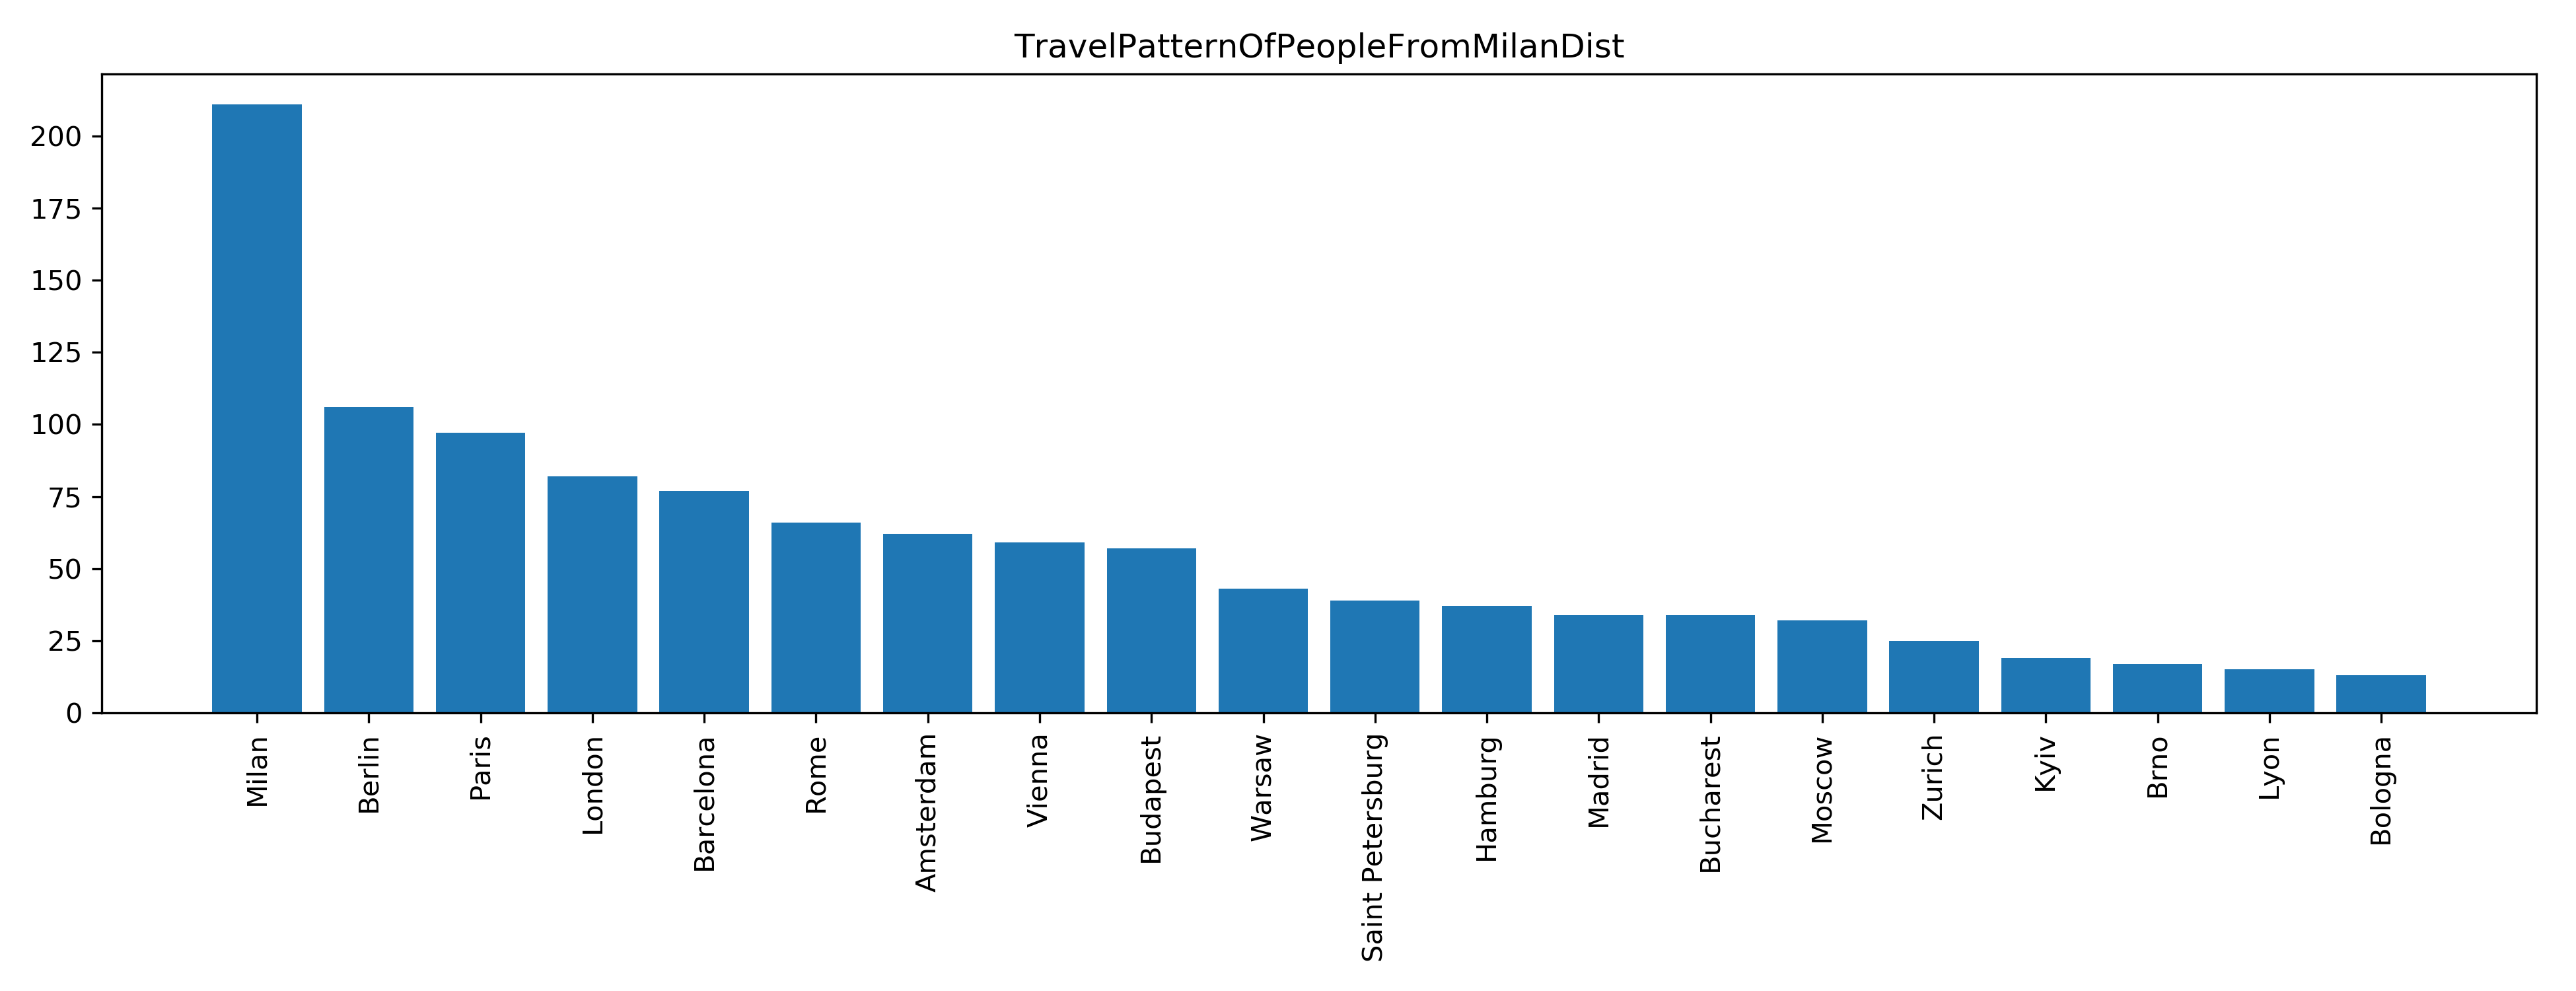 TravelPatternOfPeopleFromMilanDist
200
175
150
125
100
75
50
25
0
Milan
Berlin
Paris
London
Barcelona
Rome
Amsterdam
Vienna
Budapest
Warsaw
Saint Petersburg
Hamburg
Madrid
Bucharest
Moscow
Zurich
Kyiv
Brno
Lyon
Bologna